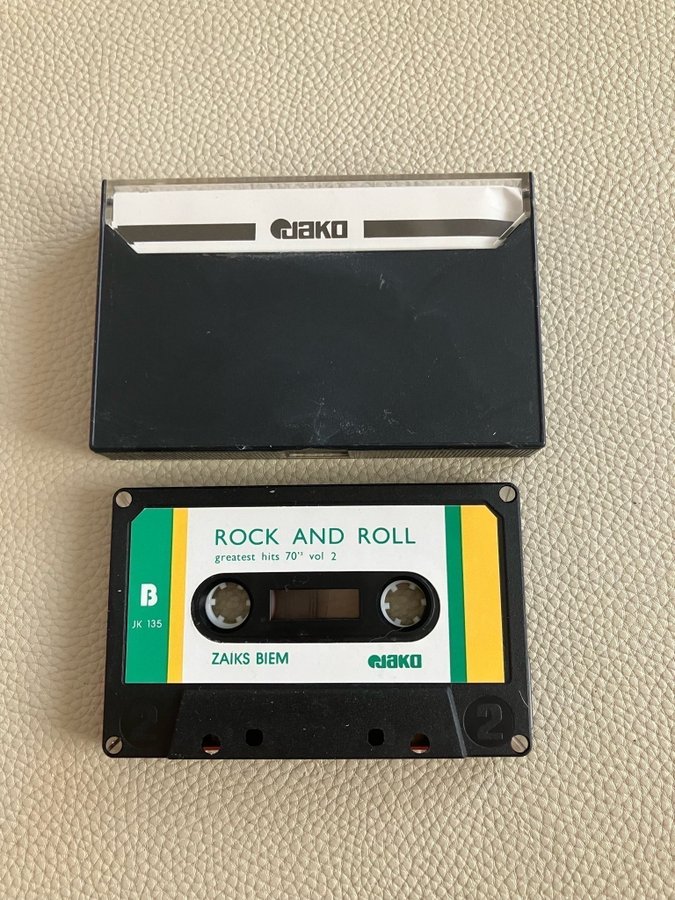 JAKO
ROCK AND ROLL
greatest hits 70's vol 2
B
JK 135
ZAIKS BIEM
JAKO
2
2